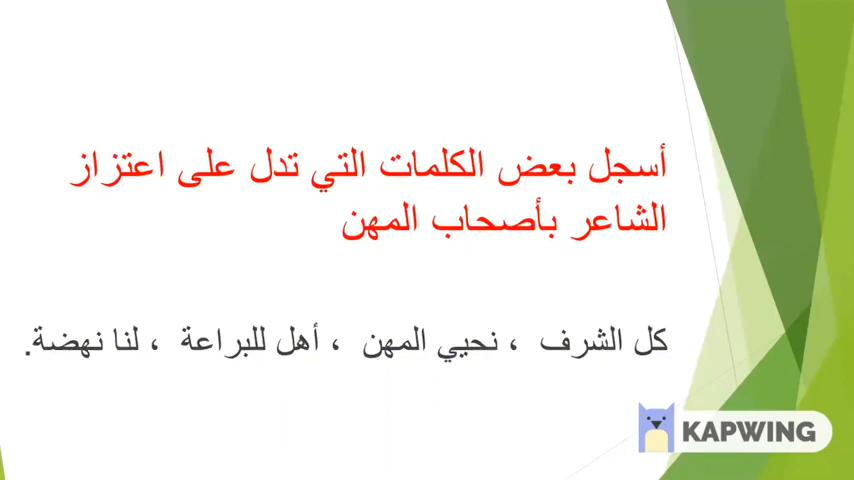 أسجل بعض الكلمات التي تدل على اعتزاز
الشاعر بأصحاب المهن
كل الشرف ، نحيي المهن ، أهل للبراعة ، لنا نهضة.
KAPWING